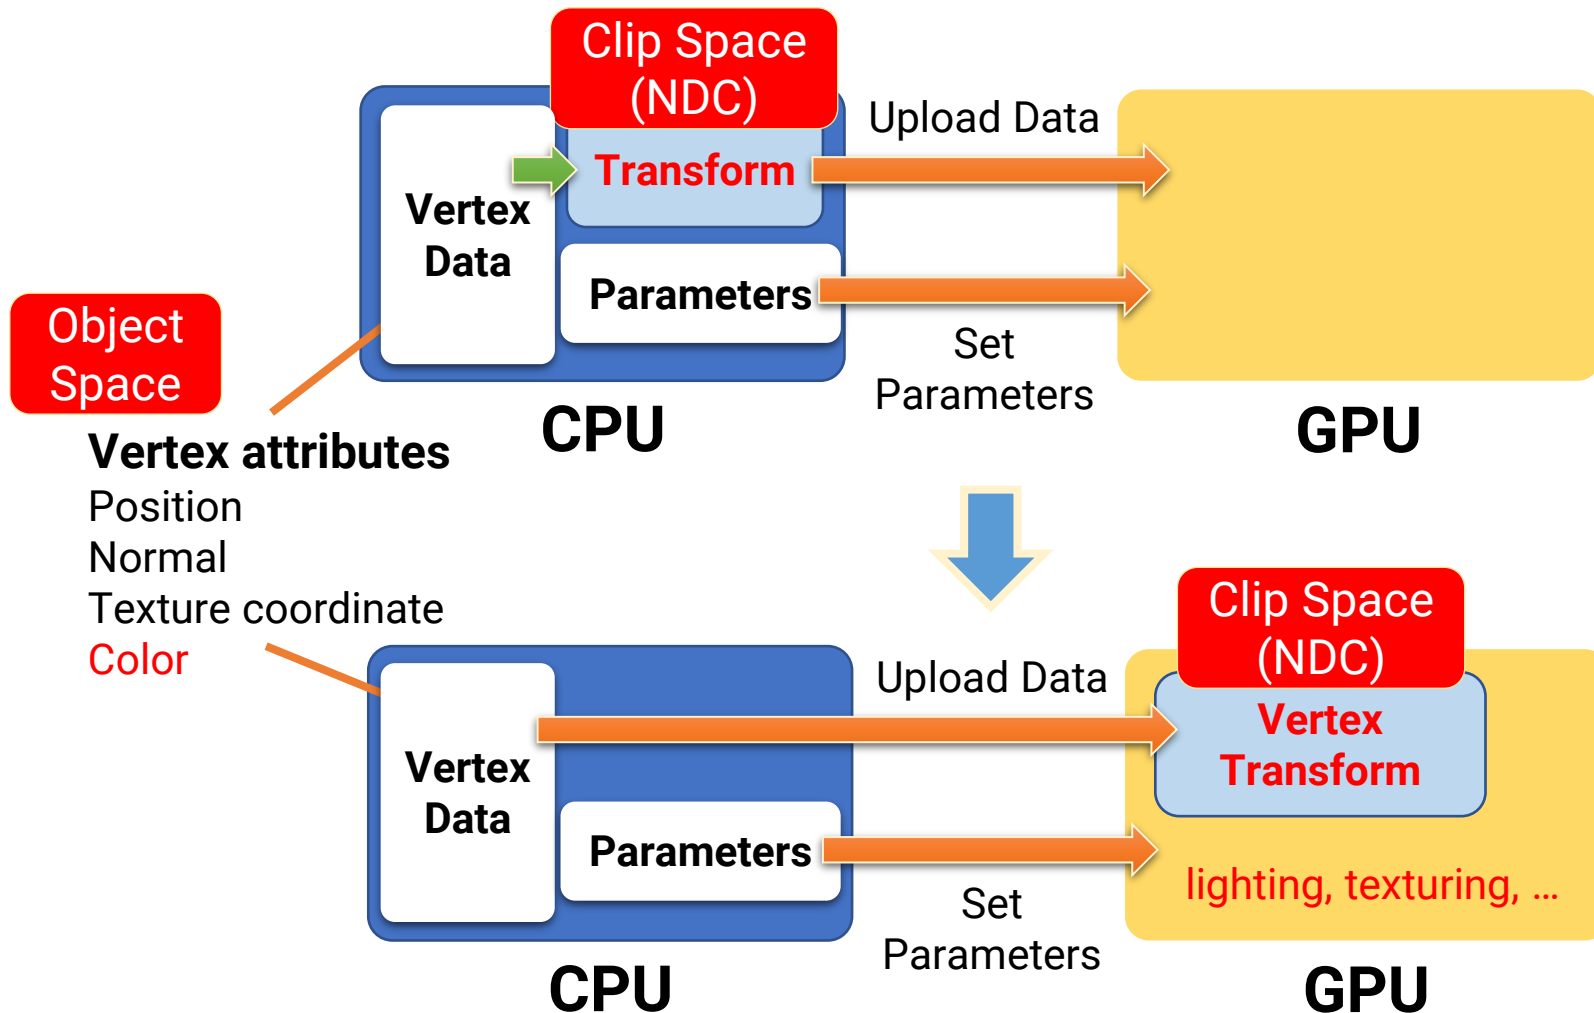 Clip Space
(NDC)
Upload Data
Transform
Vertex
Data
Parameters
Object
Space
Set
Parameters
CPU
GPU
Vertex attributes
Position
Normal
Texture coordinate
Color
Clip Space
(NDC)
Upload Data
Vertex
Transform
Vertex
Data
Parameters
lighting, texturing, ...
Set
Parameters
CPU
GPU